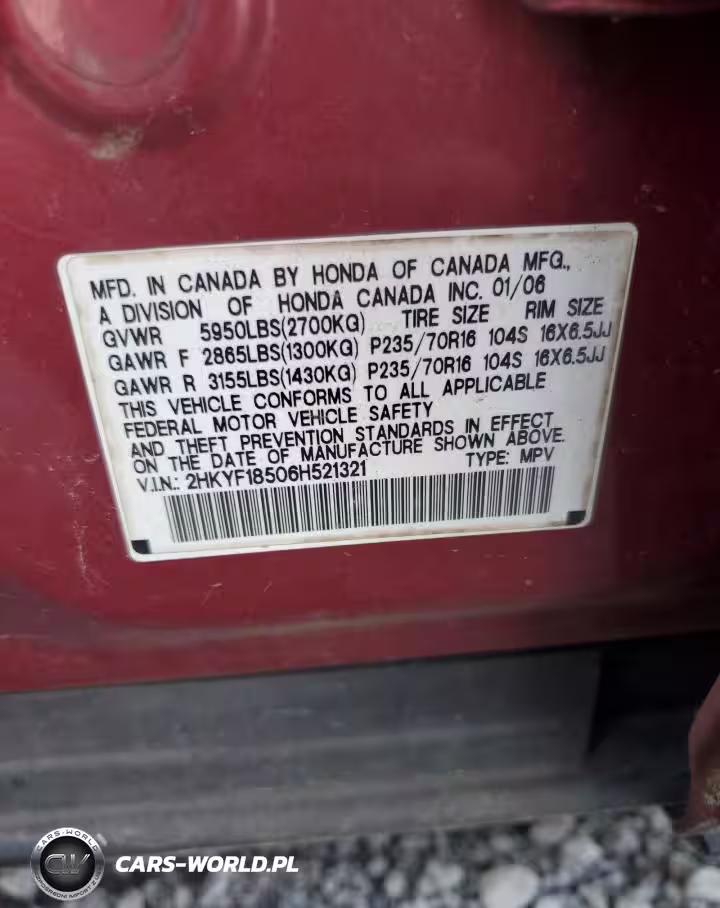 MFD. IN CANADA BY HONDA OF CANADA MFG.,
A DIVISION OF HONDA CANADA INC. 01/06
GVWR 5950LBS(2700KG) TIRE SIZE RIM SIZE
GAWR F 2865LBS(1300KG) P235/70R16 104S 16X6.5JJ
GAWR R 3155LBS(1430KG) P235/70R16 104S 16X6.5JJ
THIS VEHICLE CONFORMS TO ALL APPLICABLE
FEDERAL MOTOR VEHICLE SAFETY
AND THEFT PREVENTION STANDARDS IN EFFECT
ON THE DATE OF MANUFACTURE SHOWN ABOVE.
V.I.N.: 2HKYF18506H521321 TYPE: MPV
CARS-WORLD
CW
CARS-WORLD.PL